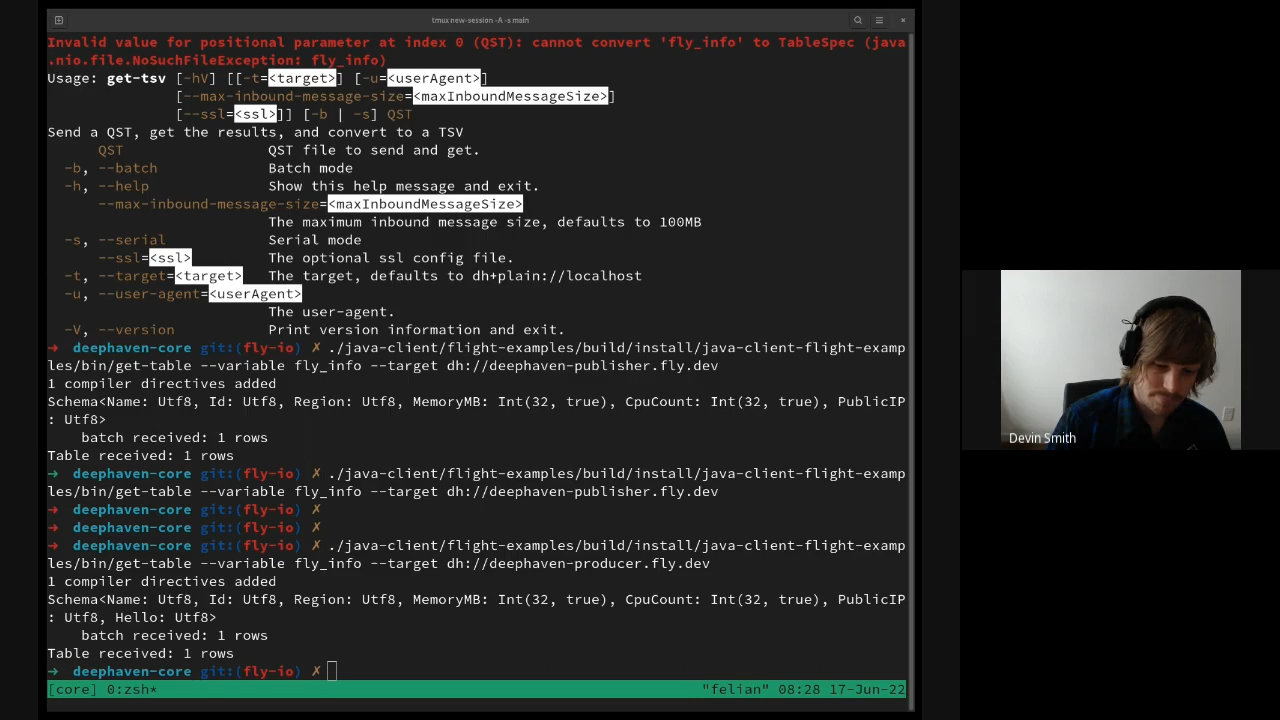 tmux new-session -A -s main
Invalid value for positional parameter at index 0 (QST): cannot convert 'fly_info' to TableSpec (java
.nio.file.NoSuchFileException: fly_info)
Usage: get-tsv [-hV] [[-t=<target>] [-u=<userAgent>]
[--max-inbound-message-size=<maxInboundMessageSize>]
[--ssl=<ssl>]] [-b | -s] QST
Send a QST, get the results, and convert to a TSV
QST QST file to send and get.
-b, --batch Batch mode
-h, --help Show this help message and exit.
--max-inbound-message-size=<maxInboundMessageSize>
The maximum inbound message size, defaults to 100MB
-s, --serial Serial mode
--ssl=<ssl> The optional ssl config file.
-t, --target=<target> The target, defaults to dh+plain://localhost
-u, --user-agent=<userAgent>
The user-agent.
-V, --version Print version information and exit.
➜ deephaven-core git:(fly-io) ✗ ./java-client/flight-examples/build/install/java-client-flight-examp
les/bin/get-table --variable fly_info --target dh://deephaven-publisher.fly.dev
1 compiler directives added
Schema<Name: Utf8, Id: Utf8, Region: Utf8, MemoryMB: Int(32, true), CpuCount: Int(32, true), PublicIP
: Utf8>
batch received: 1 rows
Table received: 1 rows
➜ deephaven-core git:(fly-io) ✗ ./java-client/flight-examples/build/install/java-client-flight-examp
les/bin/get-table --variable fly_info --target dh://deephaven-publisher.fly.dev
➜ deephaven-core git:(fly-io) ✗
➜ deephaven-core git:(fly-io) ✗
➜ deephaven-core git:(fly-io) ✗ ./java-client/flight-examples/build/install/java-client-flight-examp
les/bin/get-table --variable fly_info --target dh://deephaven-producer.fly.dev
1 compiler directives added
Schema<Name: Utf8, Id: Utf8, Region: Utf8, MemoryMB: Int(32, true), CpuCount: Int(32, true), PublicIP
: Utf8, Hello: Utf8>
batch received: 1 rows
Table received: 1 rows
➜ deephaven-core git:(fly-io) ✗
[core] 0:zsh* "felian" 08:28 17-Jun-22
Devin Smith